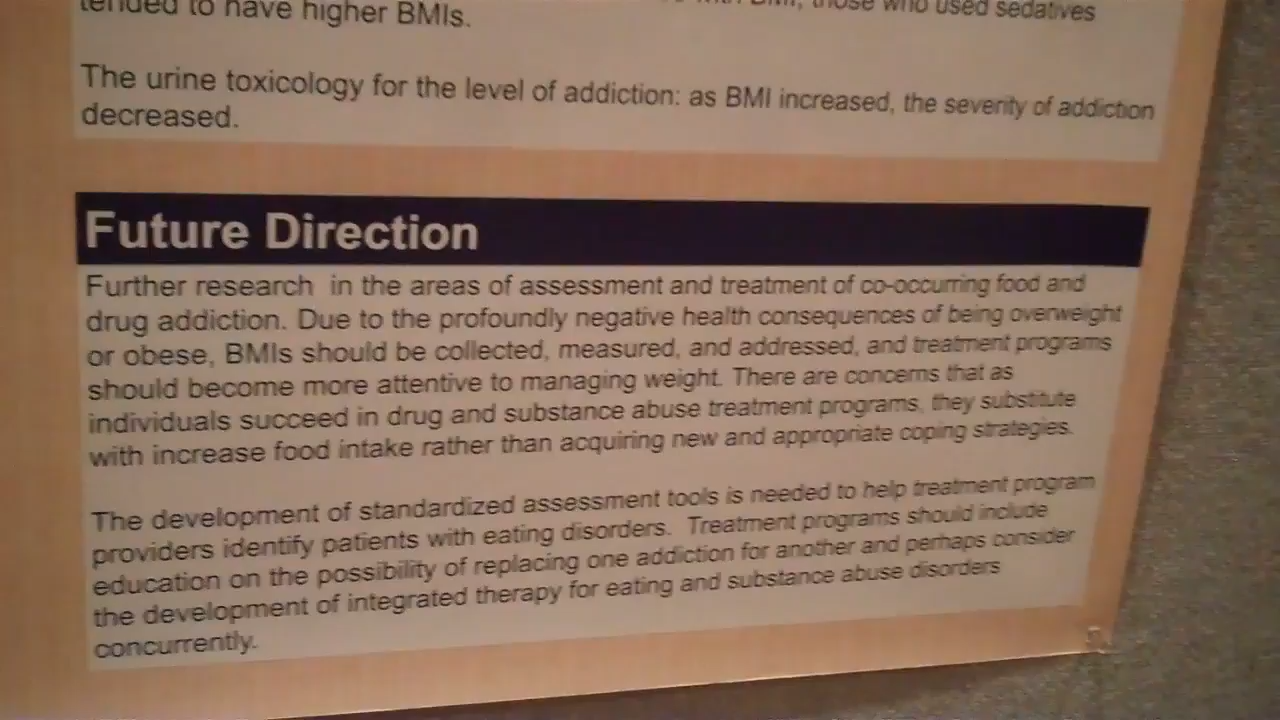 tended to have higher BMIs.
those who used sedatives
The urine toxicology for the level of addiction: as BMI increased, the severity of addiction
decreased.
Future Direction
Further research in the areas of assessment and treatment of co-occurring food and
drug addiction. Due to the profoundly negative health consequences of being overweight
or obese, BMIs should be collected, measured, and addressed, and treatment programs
should become more attentive to managing weight. There are concerns that as
individuals succeed in drug and substance abuse treatment programs, they substitute
with increase food intake rather than acquiring new and appropriate coping strategies.
The development of standardized assessment tools is needed to help treatment program
providers identify patients with eating disorders. Treatment programs should include
education on the possibility of replacing one addiction for another and perhaps consider
the development of integrated therapy for eating and substance abuse disorders
concurrently.